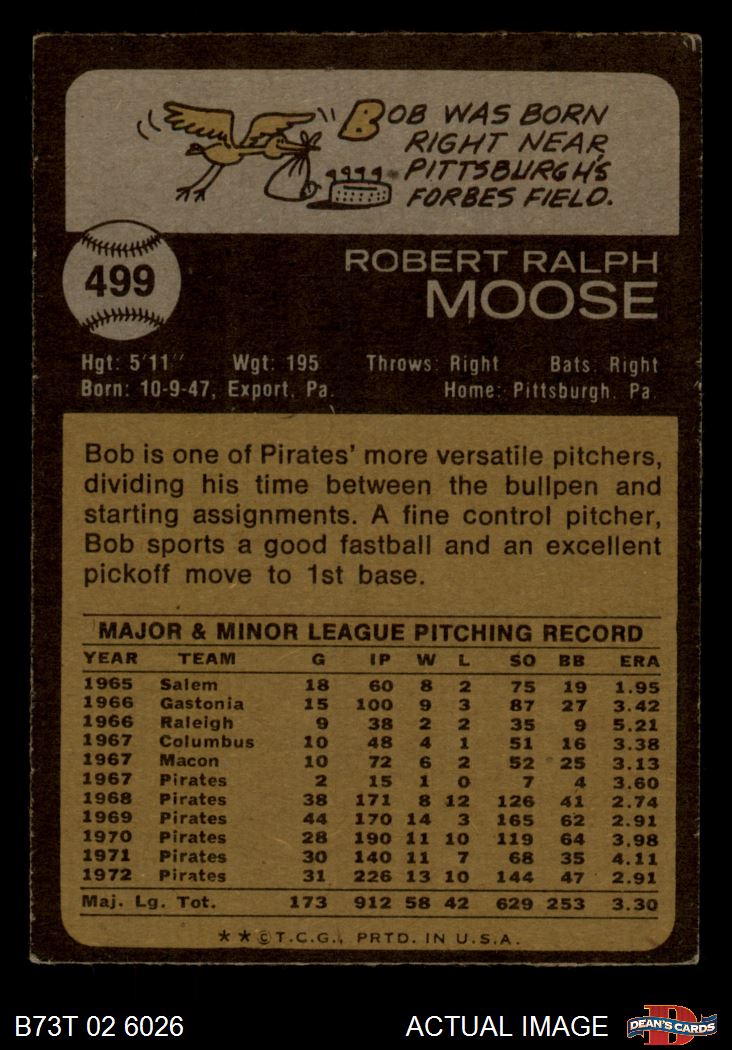 BOB WAS BORN
RIGHT NEAR
PITTSBURGH'S
FORBES FIELD.
499
ROBERT RALPH
MOOSE
Hgt: 5'11" Wgt: 195 Throws: Right Bats: Right
Born: 10-9-47, Export, Pa. Home: Pittsburgh, Pa.
Bob is one of Pirates' more versatile pitchers,
dividing his time between the bullpen and
starting assignments. A fine control pitcher,
Bob sports a good fastball and an excellent
pickoff move to 1st base.
MAJOR & MINOR LEAGUE PITCHING RECORD
YEAR TEAM G IP W L SO BB ERA
1965 Salem 18 60 8 2 75 19 1.95
1966 Gastonia 15 100 9 3 87 27 3.42
1966 Raleigh 9 38 2 2 35 9 5.21
1967 Columbus 10 48 4 1 51 16 3.38
1967 Macon 10 72 6 2 52 25 3.13
1967 Pirates 2 15 1 0 7 4 3.60
1968 Pirates 38 171 8 12 126 41 2.74
1969 Pirates 44 170 14 3 165 62 2.91
1970 Pirates 28 190 11 10 119 64 3.98
1971 Pirates 30 140 11 7 68 35 4.11
1972 Pirates 31 226 13 10 144 47 2.91
Maj. Lg. Tot. 173 912 58 42 629 253 3.30
**©T.C.G., PRTD. IN U.S.A.
B73T 02 6026 ACTUAL IMAGE D DEAN'S CARDS